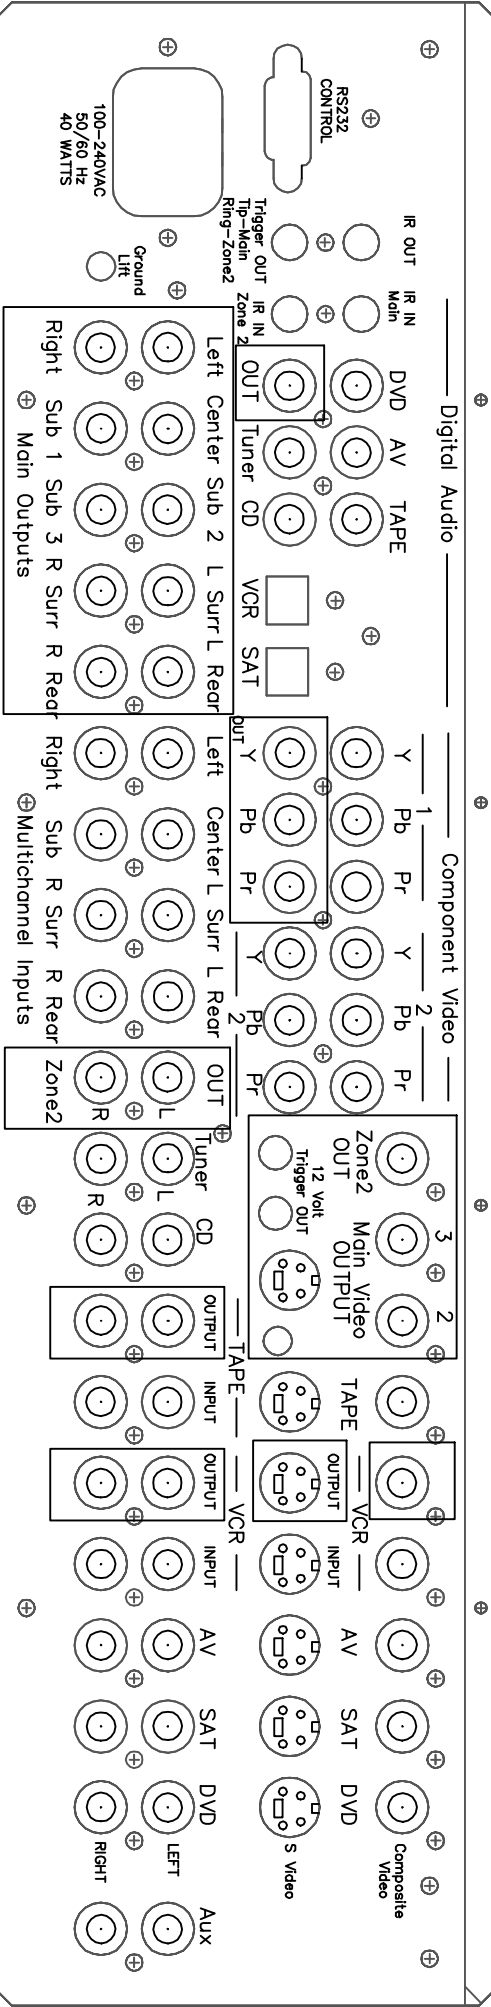 100-240VAC
50/60 Hz
40 WATTS
RS232
CONTROL
Trigger OUT
Tip-Main
Ring-Zone2
IR OUT
Ground
Lift
IR IN
Zone 2
IR IN
Main
Digital Audio
DVD
AV
TAPE
OUT
Tuner
CD
VCR
SAT
Left
Center
Sub 2
L Surr
L Rear
Right
Sub 1
Sub 3
R Surr
R Rear
Main Outputs
Component Video
1
Y
Pb
Pr
2
Y
Pb
Pr
OUT
Y
Pb
Pr
2
Y
Pb
Pr
Left
Center
L Surr
L Rear
Right
Sub
R Surr
R Rear
Multichannel Inputs
OUT
L
R
Zone2
Tuner
L
R
CD
Zone2
OUT
3
2
Main Video
OUTPUT
12 Volt
Trigger OUT
TAPE
OUTPUT
INPUT
TAPE
VCR
OUTPUT
INPUT
VCR
OUTPUT
INPUT
AV
SAT
DVD
AV
SAT
DVD
Composite
Video
S Video
LEFT
RIGHT
Aux